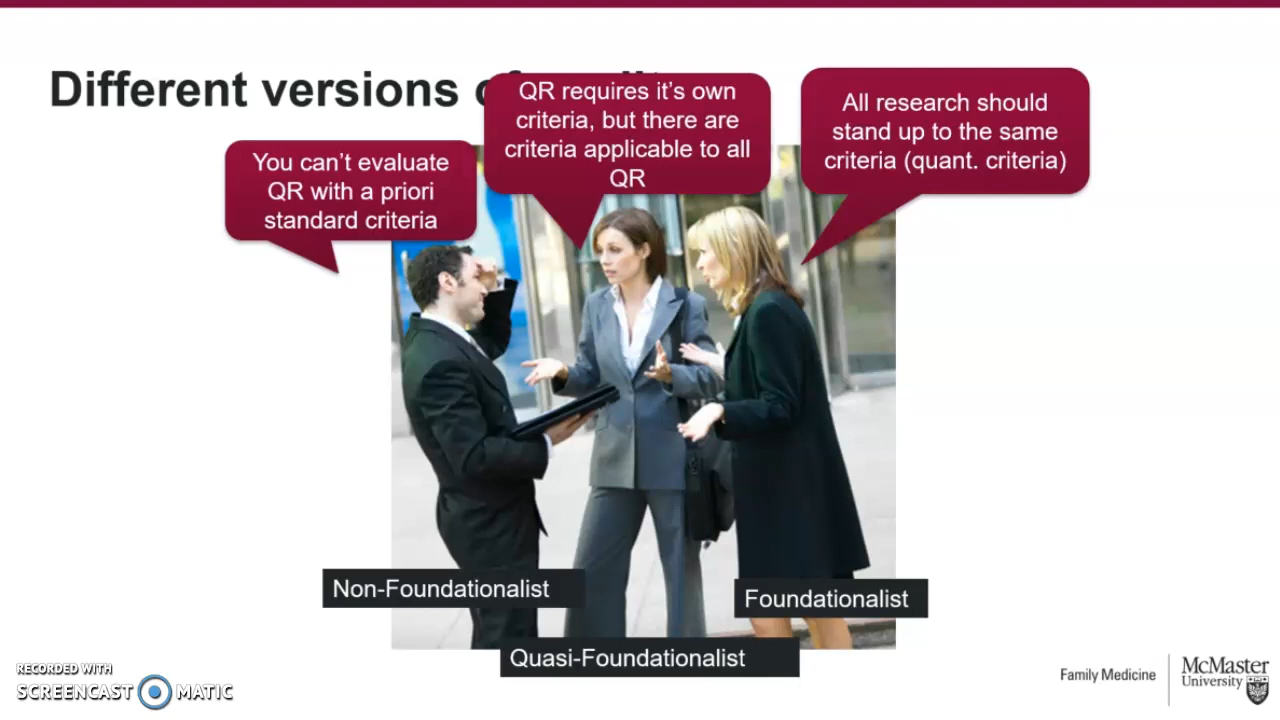 Different versions
You can't evaluate
QR with a priori
standard criteria
QR requires it's own
criteria, but there are
criteria applicable to all
QR
All research should
stand up to the same
criteria (quant. criteria)
Non-Foundationalist
Quasi-Foundationalist
Foundationalist
RECORDED WITH
SCREENCAST MATIC
Family Medicine
McMaster
University